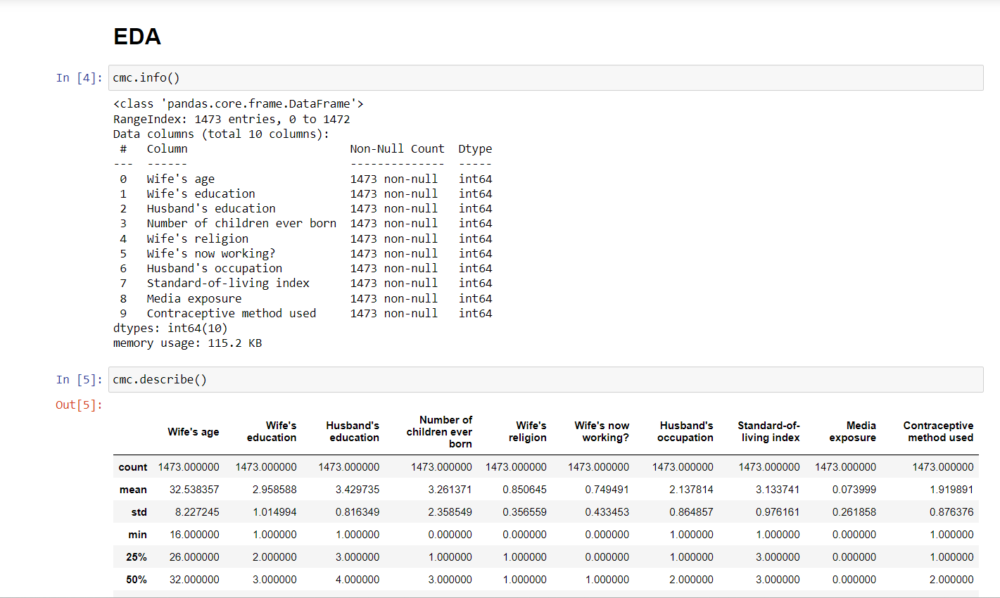 EDA
In [4]: cmc.info()
<class 'pandas.core.frame.DataFrame'>
RangeIndex: 1473 entries, 0 to 1472
Data columns (total 10 columns):
 #   Column                      Non-Null Count  Dtype
---  ------                      --------------  -----
 0   Wife's age                  1473 non-null   int64
 1   Wife's education            1473 non-null   int64
 2   Husband's education         1473 non-null   int64
 3   Number of children ever born  1473 non-null   int64
 4   Wife's religion             1473 non-null   int64
 5   Wife's now working?         1473 non-null   int64
 6   Husband's occupation        1473 non-null   int64
 7   Standard-of-living index    1473 non-null   int64
 8   Media exposure              1473 non-null   int64
 9   Contraceptive method used   1473 non-null   int64
dtypes: int64(10)
memory usage: 115.2 KB
In [5]: cmc.describe()
Out[5]:
Wife's age Wife's education Husband's education Number of children ever born Wife's religion Wife's now working? Husband's occupation Standard-of-living index Media exposure Contraceptive method used
count 1473.000000 1473.000000 1473.000000 1473.000000 1473.000000 1473.000000 1473.000000 1473.000000 1473.000000 1473.000000
mean 32.538357 2.958588 3.429735 3.261371 0.850645 0.749491 2.137814 3.133741 0.073999 1.919891
std 8.227245 1.014994 0.816349 2.358549 0.356559 0.433453 0.864857 0.976161 0.261858 0.876376
min 16.000000 1.000000 1.000000 0.000000 0.000000 0.000000 1.000000 1.000000 0.000000 1.000000
25% 26.000000 2.000000 3.000000 1.000000 1.000000 0.000000 1.000000 3.000000 0.000000 1.000000
50% 32.000000 3.000000 4.000000 3.000000 1.000000 1.000000 2.000000 3.000000 0.000000 2.000000